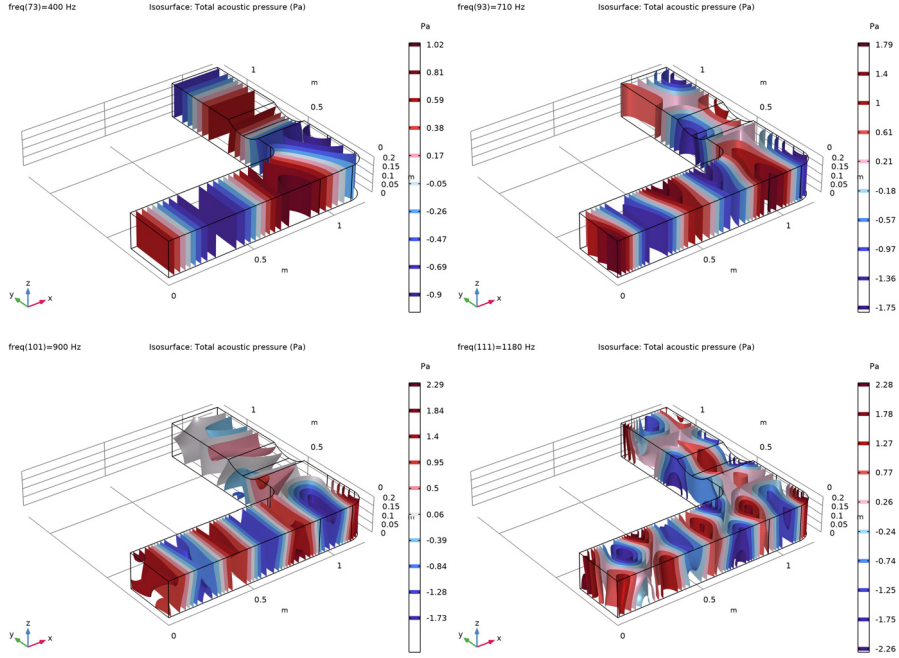 freq(73)=400 Hz Isosurface: Total acoustic pressure (Pa)
Pa
1.02
0.81
0.59
0.38
0.17
-0.05
-0.26
-0.47
-0.69
-0.9
1
m
0.5
0
0.2
0.15
0.1
0.05
0
m
1
0.5
m
0
z
y
x
freq(93)=710 Hz Isosurface: Total acoustic pressure (Pa)
Pa
1.79
1.4
1
0.61
0.21
-0.18
-0.57
-0.97
-1.36
-1.75
1
m
0.5
0
0.2
0.15
0.1
0.05
0
m
1
0.5
m
0
z
y
x
freq(101)=900 Hz Isosurface: Total acoustic pressure (Pa)
Pa
2.29
1.84
1.4
0.95
0.5
0.06
-0.39
-0.84
-1.28
-1.73
1
m
0.5
0
0.2
0.15
0.1
0.05
0
1
0.5
m
0
z
y
x
freq(111)=1180 Hz Isosurface: Total acoustic pressure (Pa)
Pa
2.28
1.78
1.27
0.77
0.26
-0.24
-0.74
-1.25
-1.75
-2.26
1
m
0.5
0
0.2
0.15
0.1
0.05
0
m
1
0.5
m
0
z
y
x